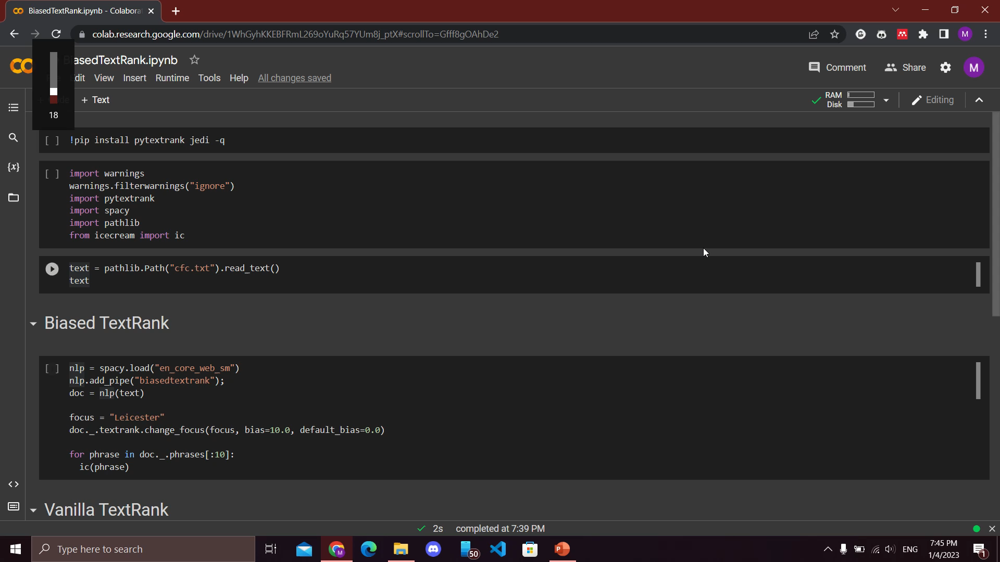 BiasedTextRank.ipynb - Colabora
colab.research.google.com/drive/1WhGyhKKEBFRmL269oYuRq57YUm8j_ptX#scrollTo=Gfff8gOAhDe2
M
BiasedTextRank.ipynb
Comment
Share
M
Edit View Insert Runtime Tools Help All changes saved
+ Code + Text
RAM
Disk
Editing
18
[ ] !pip install pytextrank jedi -q
{x}
[ ] import warnings
warnings.filterwarnings("ignore")
import pytextrank
import spacy
import pathlib
from icecream import ic
text = pathlib.Path("cfc.txt").read_text()
text
Biased TextRank
[ ] nlp = spacy.load("en_core_web_sm")
nlp.add_pipe("biasedtextrank");
doc = nlp(text)
focus = "Leicester"
doc._.textrank.change_focus(focus, bias=10.0, default_bias=0.0)
for phrase in doc._.phrases[:10]:
ic(phrase)
Vanilla TextRank
2s completed at 7:39 PM
Type here to search
50
ENG
7:45 PM
1/4/2023
1